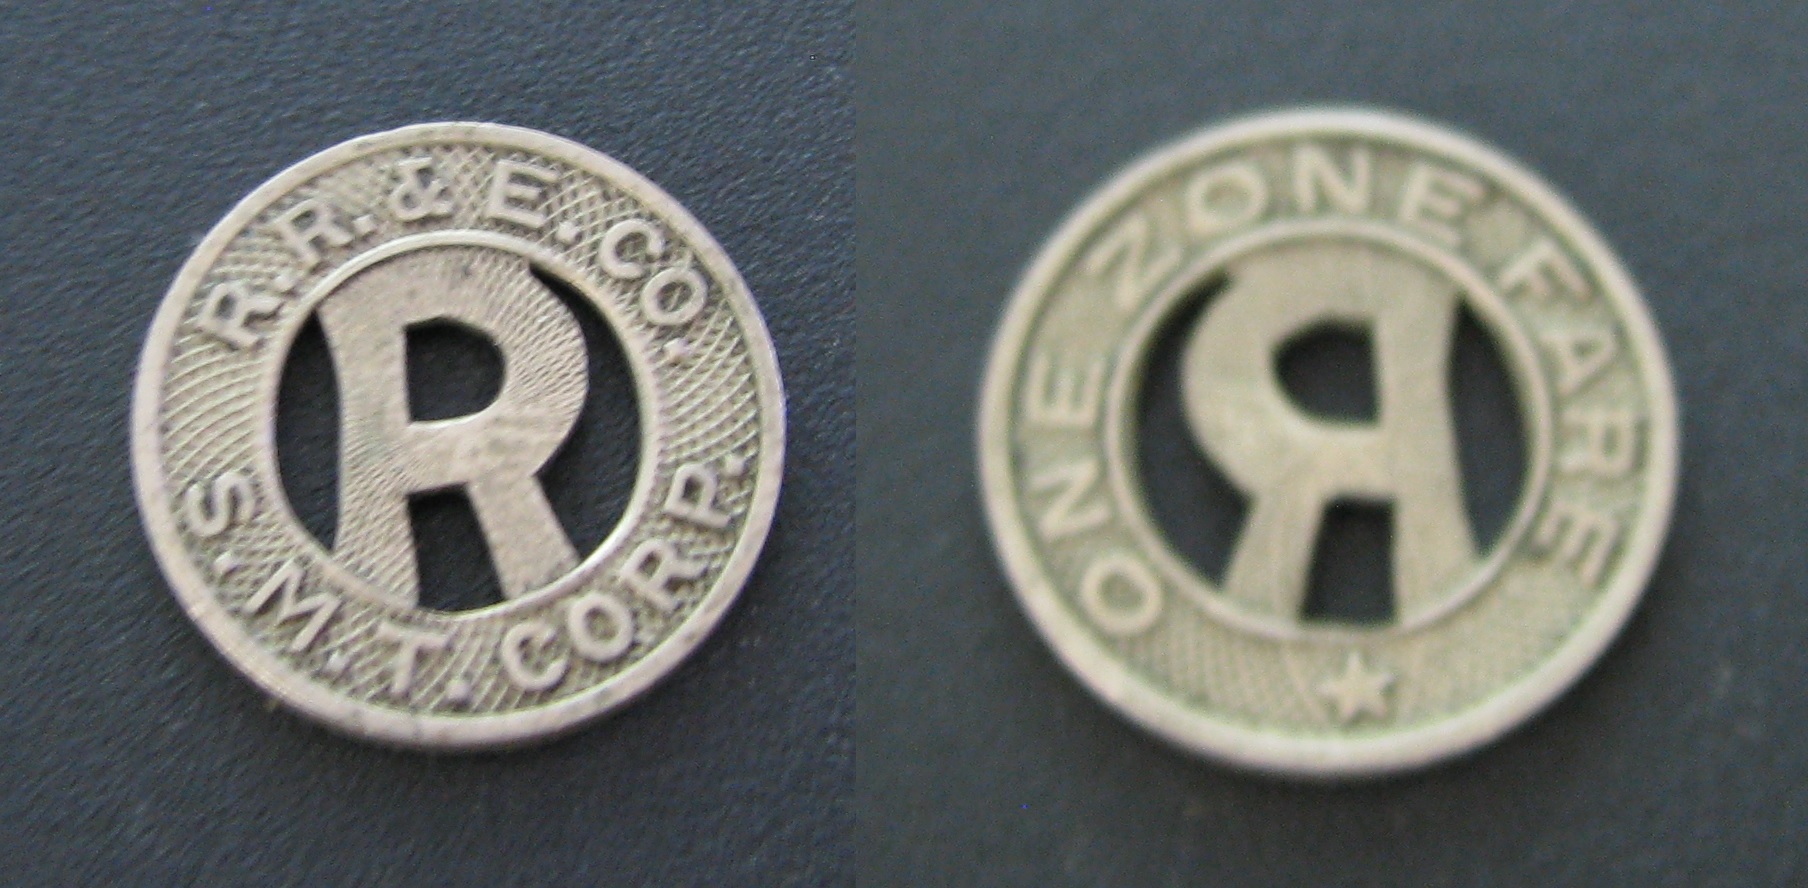 R.R.&E.CO.
R
S.M.T.CORP.
ONE ZONE FARE
R